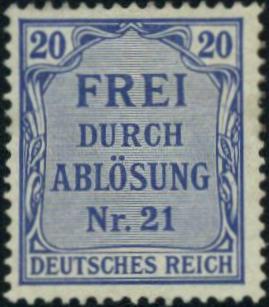 20 20
FREI
DURCH
ABLÖSUNG
Nr. 21
DEUTSCHES REICH